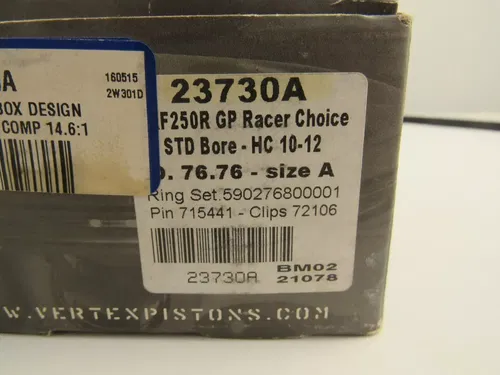 A
160515
2W301D
BOX DESIGN
COMP 14.6:1
23730A
F250R GP Racer Choice
STD Bore - HC 10-12
. 76.76 - size A
Ring Set.590276800001
Pin 715441 - Clips 72106
23730A
BM02
21078
WWW.VERTEXPISTONS.COM